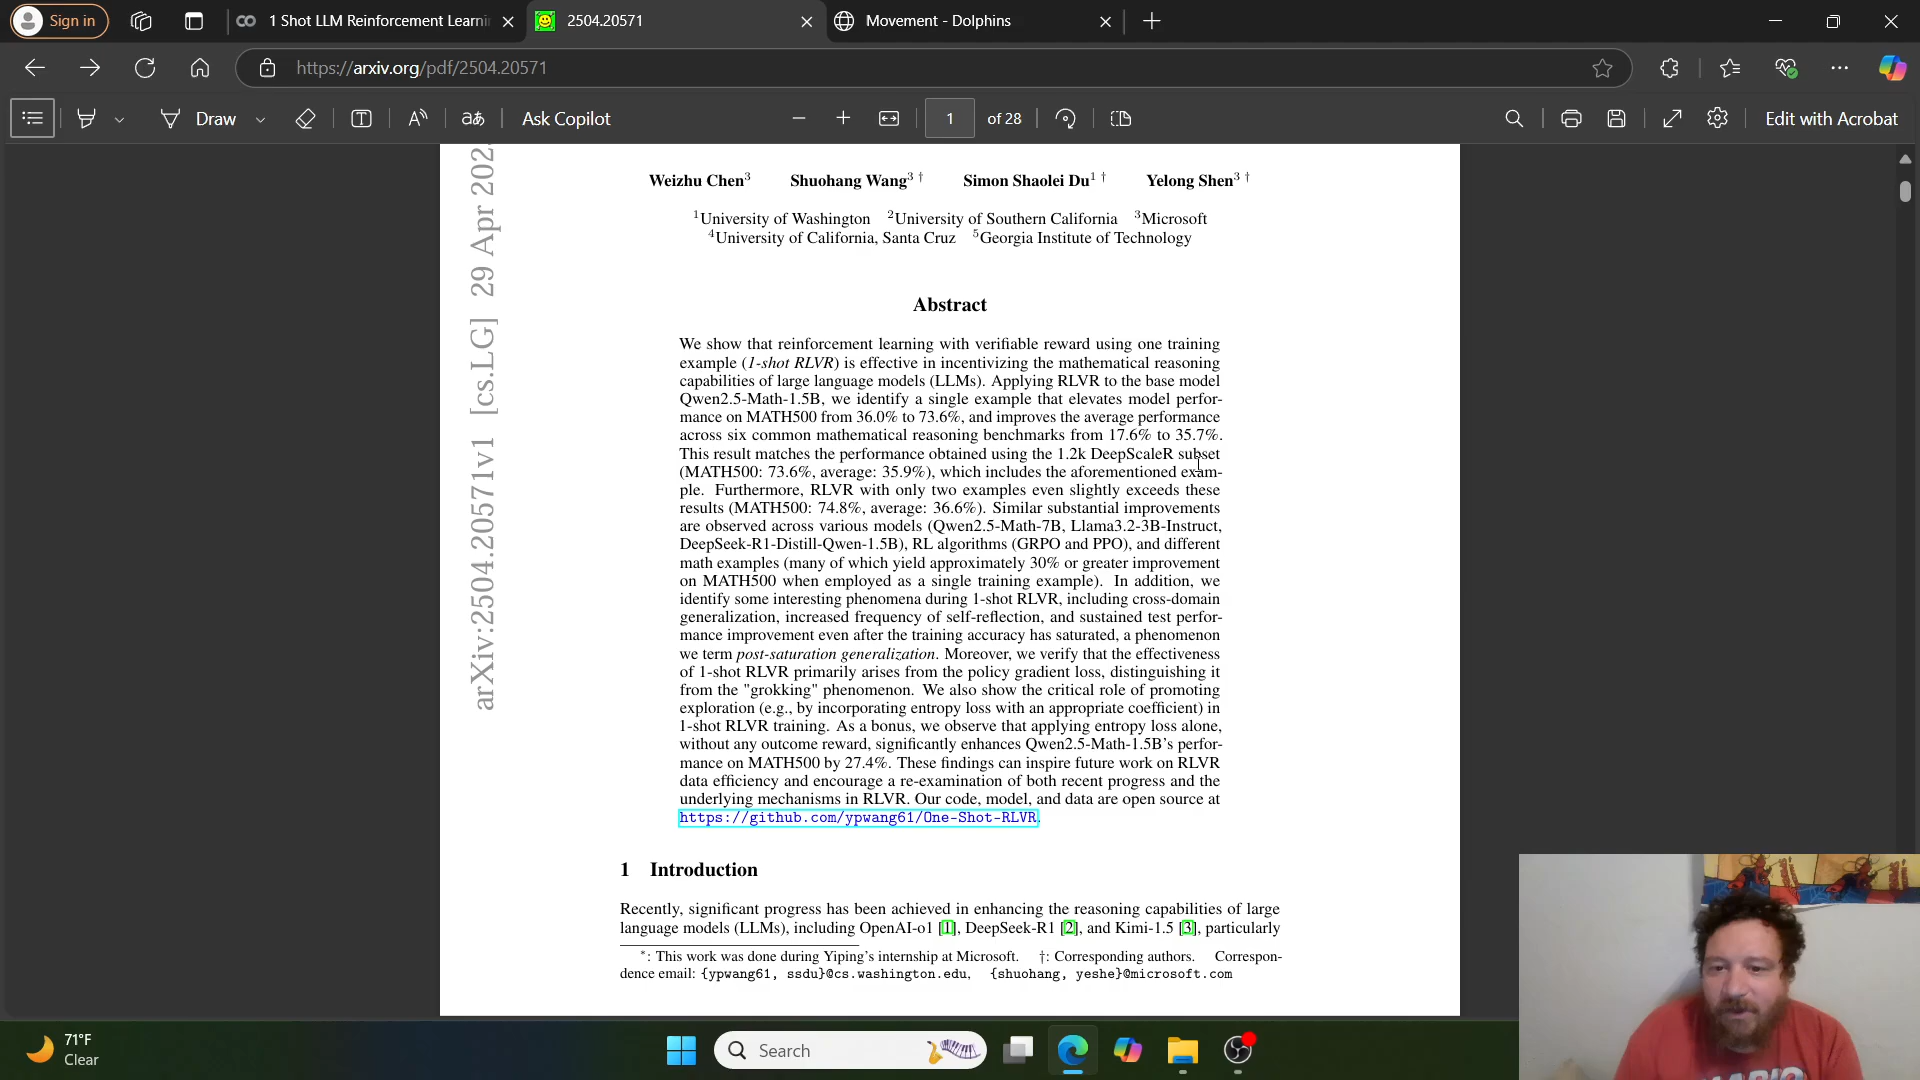 Sign in
1 Shot LLM Reinforcement Learnin
2504.20571
Movement - Dolphins
https://arxiv.org/pdf/2504.20571
Draw
Ask Copilot
1
of 28
Edit with Acrobat
Weizhu Chen³ Shuohang Wang³ † Simon Shaolei Du¹ † Yelong Shen³ †
¹University of Washington ²University of Southern California ³Microsoft
⁴University of California, Santa Cruz ⁵Georgia Institute of Technology
arXiv:2504.20571v1 [cs.LG] 29 Apr 202
Abstract
We show that reinforcement learning with verifiable reward using one training
example (1-shot RLVR) is effective in incentivizing the mathematical reasoning
capabilities of large language models (LLMs). Applying RLVR to the base model
Qwen2.5-Math-1.5B, we identify a single example that elevates model perfor-
mance on MATH500 from 36.0% to 73.6%, and improves the average performance
across six common mathematical reasoning benchmarks from 17.6% to 35.7%.
This result matches the performance obtained using the 1.2k DeepScaleR subset
(MATH500: 73.6%, average: 35.9%), which includes the aforementioned exam-
ple. Furthermore, RLVR with only two examples even slightly exceeds these
results (MATH500: 74.8%, average: 36.6%). Similar substantial improvements
are observed across various models (Qwen2.5-Math-7B, Llama3.2-3B-Instruct,
DeepSeek-R1-Distill-Qwen-1.5B), RL algorithms (GRPO and PPO), and different
math examples (many of which yield approximately 30% or greater improvement
on MATH500 when employed as a single training example). In addition, we
identify some interesting phenomena during 1-shot RLVR, including cross-domain
generalization, increased frequency of self-reflection, and sustained test perfor-
mance improvement even after the training accuracy has saturated, a phenomenon
we term post-saturation generalization. Moreover, we verify that the effectiveness
of 1-shot RLVR primarily arises from the policy gradient loss, distinguishing it
from the "grokking" phenomenon. We also show the critical role of promoting
exploration (e.g., by incorporating entropy loss with an appropriate coefficient) in
1-shot RLVR training. As a bonus, we observe that applying entropy loss alone,
without any outcome reward, significantly enhances Qwen2.5-Math-1.5B's perfor-
mance on MATH500 by 27.4%. These findings can inspire future work on RLVR
data efficiency and encourage a re-examination of both recent progress and the
underlying mechanisms in RLVR. Our code, model, and data are open source at
https://github.com/ypwang61/One-Shot-RLVR.
1 Introduction
Recently, significant progress has been achieved in enhancing the reasoning capabilities of large
language models (LLMs), including OpenAI-o1 [1], DeepSeek-R1 [2], and Kimi-1.5 [3], particularly
*: This work was done during Yiping's internship at Microsoft. †: Corresponding authors. Correspon-
dence email: {ypwang61, ssdu}@cs.washington.edu, {shuohang, yeshe}@microsoft.com
71°F
Clear
Search